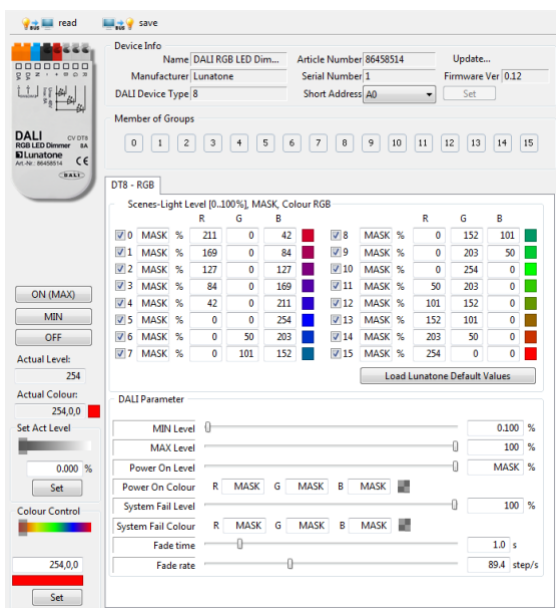 read
save
Device Info
Name DALI RGB LED Dim... Article Number 86458514 Update...
Manufacturer Lunatone Serial Number 1 Firmware Ver 0.12
DALI Device Type 8 Short Address A0 Set
Member of Groups
0 1 2 3 4 5 6 7 8 9 10 11 12 13 14 15
DALI CV DT8
RGB LED Dimmer 8A
Lunatone
Art.-Nr.: 86458514 CE
DALI
DT8 - RGB
Scenes-Light Level [0..100%], MASK, Colour RGB
R G B R G B
0 MASK % 211 0 42 8 MASK % 0 152 101
1 MASK % 169 0 84 9 MASK % 0 203 50
2 MASK % 127 0 127 10 MASK % 0 254 0
3 MASK % 84 0 169 11 MASK % 50 203 0
4 MASK % 42 0 211 12 MASK % 101 152 0
5 MASK % 0 0 254 13 MASK % 152 101 0
6 MASK % 0 50 203 14 MASK % 203 50 0
7 MASK % 0 101 152 15 MASK % 254 0 0
Load Lunatone Default Values
ON (MAX)
MIN
OFF
Actual Level:
254
Actual Colour:
254,0,0
Set Act Level
0.000 %
Set
Colour Control
254,0,0
Set
DALI Parameter
MIN Level 0.100 %
MAX Level 100 %
Power On Level MASK %
Power On Colour R MASK G MASK B MASK
System Fail Level 100 %
System Fail Colour R MASK G MASK B MASK
Fade time 1.0 s
Fade rate 89.4 step/s